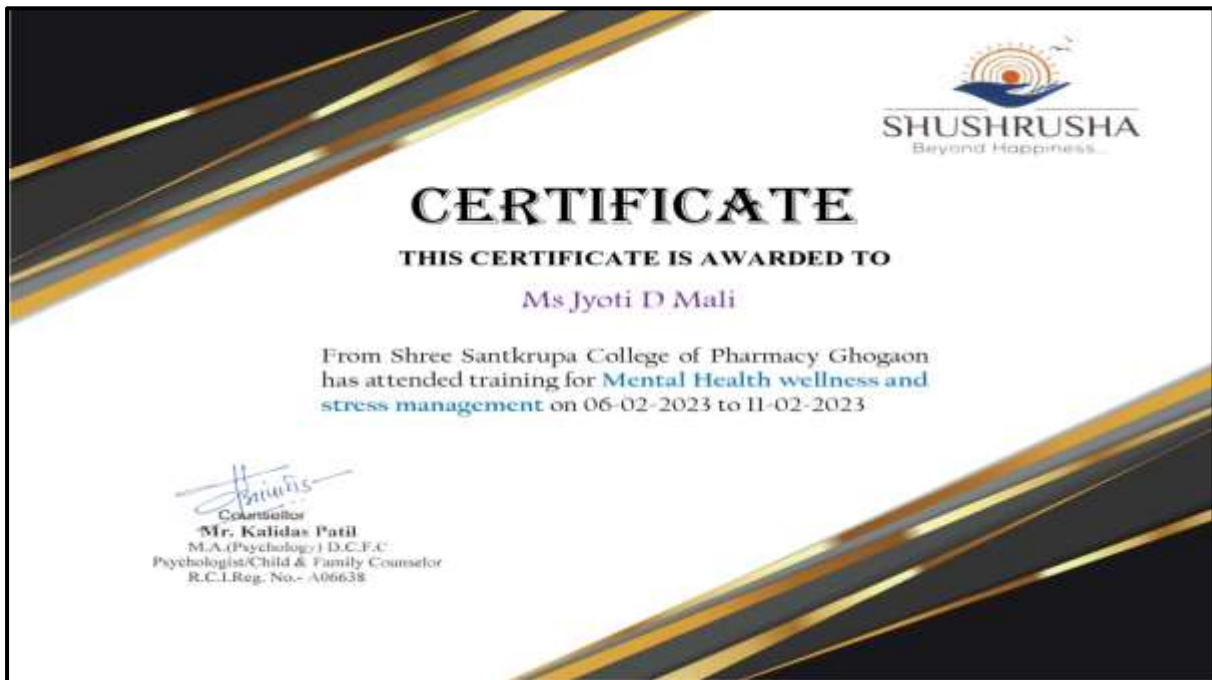 SHUSHRUSHA
Beyond Happiness...
CERTIFICATE
THIS CERTIFICATE IS AWARDED TO
Ms Jyoti D Mali
From Shree Santkrupa College of Pharmacy Ghogaon
has attended training for Mental Health wellness and
stress management on 06-02-2023 to 11-02-2023
Counsellor
Mr. Kalidas Patil
M.A.(Psychology) D.C.F.C
Psychologist/Child & Family Counselor
R.C.I.Reg. No.- A06638